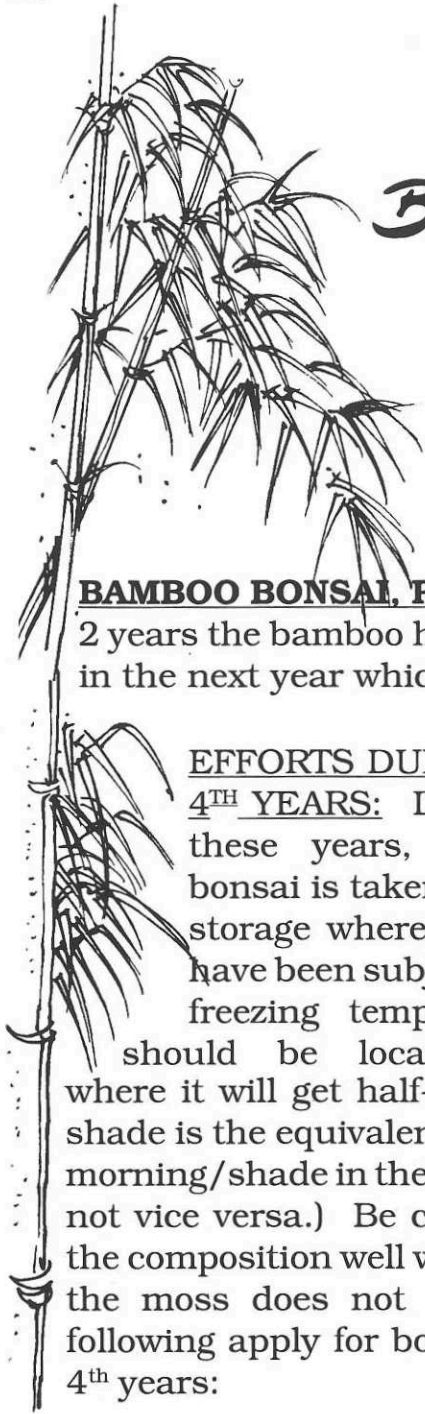 B
BAMBOO BONSAI, P
2 years the bamboo h
in the next year whic
EFFORTS DU
4TH YEARS: D
these years,
bonsai is take
storage where
have been sub
freezing temp
should be loca
where it will get half-
shade is the equivale
morning/shade in the
not vice versa.) Be c
the composition well w
the moss does not
following apply for bo
4th years: